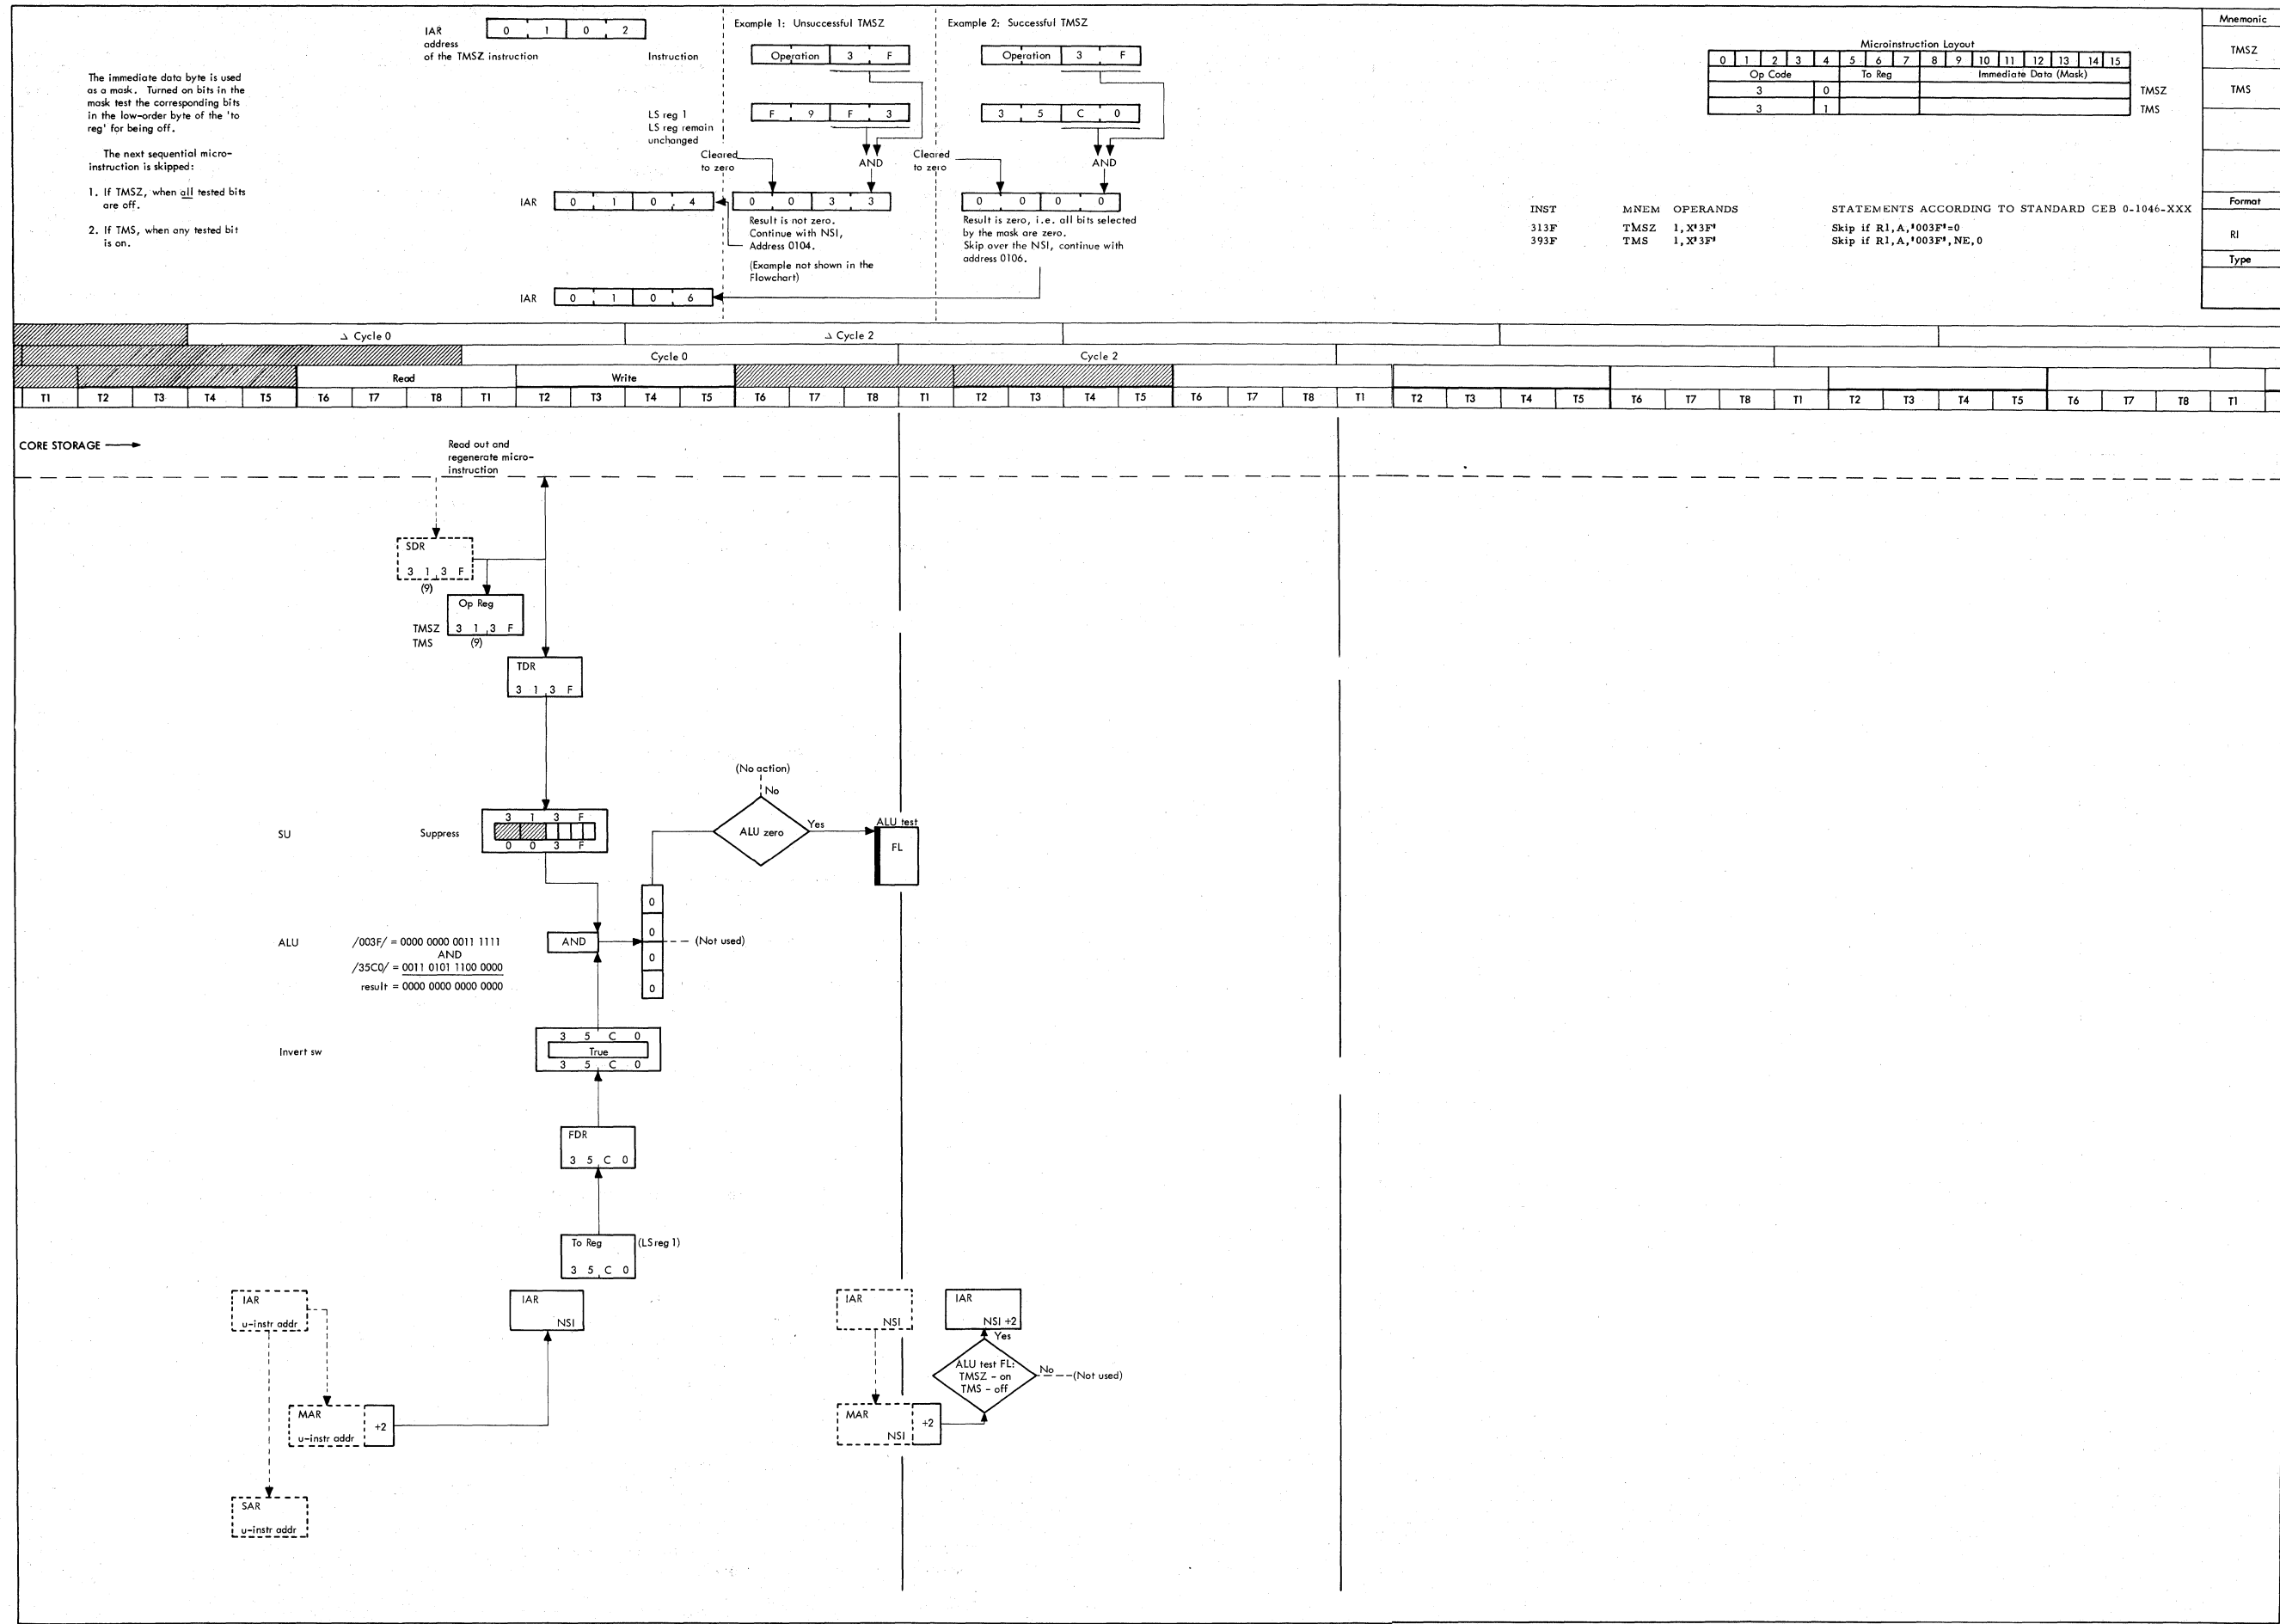 IAR
address
of the TMSZ instruction
0 1 0 2
Instruction
Example 1: Unsuccessful TMSZ
Operation 3 F
Example 2: Successful TMSZ
Operation 3 F
The immediate data byte is used
as a mask. Turned on bits in the
mask test the corresponding bits
in the low-order byte of the 'to
reg' for being off.
The next sequential micro-
instruction is skipped:
1. If TMSZ, when all tested bits
are off.
2. If TMS, when any tested bit
is on.
LS reg 1
LS reg remain
unchanged
F 9 F 3
3 5 C 0
Cleared
to zero
AND
Cleared
to zero
AND
IAR 0 1 0 4
0 0 3 3
0 0 0 0
Result is not zero.
Continue with NSI,
Address 0104.
(Example not shown in the
Flowchart)
Result is zero, i.e. all bits selected
by the mask are zero.
Skip over the NSI, continue with
address 0106.
IAR 0 1 0 6
Microinstruction Layout
0 1 2 3 4 5 6 7 8 9 10 11 12 13 14 15
Op Code To Reg Immediate Data (Mask)
3 0 TMSZ
3 1 TMS
INST MNEM OPERANDS STATEMENTS ACCORDING TO STANDARD CEB 0-1046-XXX
313F TMSZ 1,X'3F' Skip if R1,A,'003F'=0
393F TMS 1,X'3F' Skip if R1,A,'003F',NE,0
Mnemonic
TMSZ
TMS
Format
RI
Type
△ Cycle 0 △ Cycle 2
Cycle 0 Cycle 2
Read Write
T1 T2 T3 T4 T5 T6 T7 T8 T1 T2 T3 T4 T5 T6 T7 T8 T1 T2 T3 T4 T5 T6 T7 T8 T1 T2 T3 T4 T5 T6 T7 T8 T1 T2 T3 T4 T5 T6 T7 T8 T1
CORE STORAGE
Read out and
regenerate micro-
instruction
SDR
3 1 3 F
(9)
Op Reg
TMSZ 3 1 3 F
TMS (9)
TDR
3 1 3 F
(No action)
No
ALU zero
Yes
ALU test
FL
SU
Suppress
3 1 3 F
0 0 3 F
0
0
0
0
ALU
/003F/ = 0000 0000 0011 1111
AND
/35C0/ = 0011 0101 1100 0000
result = 0000 0000 0000 0000
AND
(Not used)
Invert sw
3 5 C 0
True
3 5 C 0
FDR
3 5 C 0
To Reg
3 5 C 0
(LS reg 1)
IAR
u-instr addr
IAR
NSI
IAR
NSI
IAR
NSI +2
Yes
ALU test FL:
TMSZ - on
TMS - off
No
(Not used)
MAR
u-instr addr
+2
MAR
NSI
+2
SAR
u-instr addr